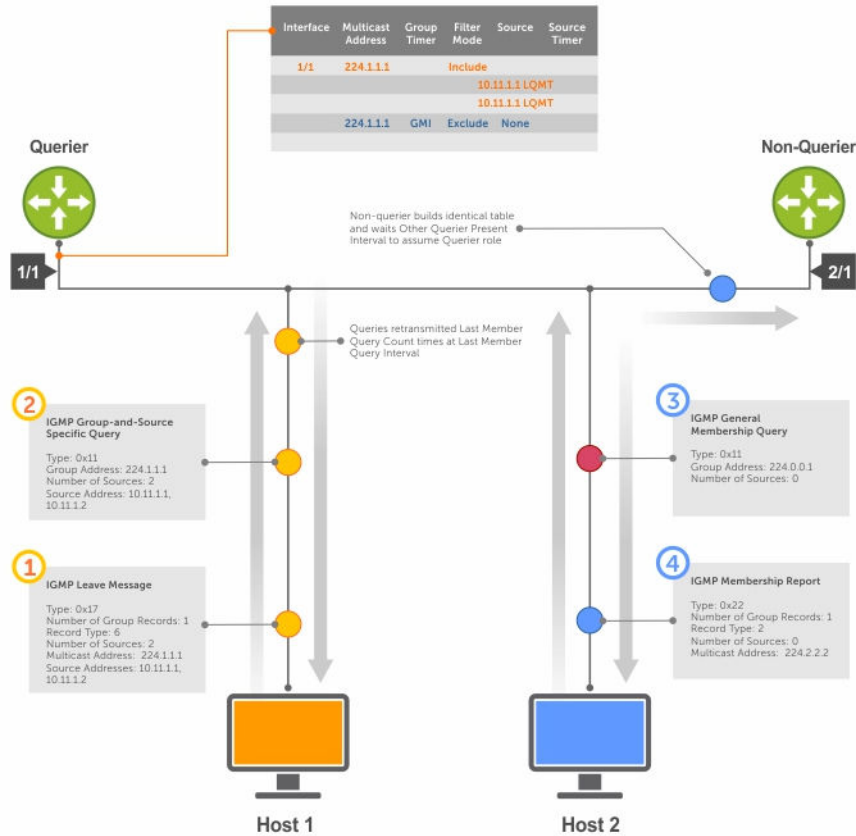 Interface Multicast Address Group Timer Filter Mode Source Source Timer
1/1 224.1.1.1 Include
10.11.1.1 LQMT
10.11.1.1 LQMT
224.1.1.1 GMI Exclude None
Querier
Non-Querier
1/1
2/1
Non-querier builds identical table
and waits Other Querier Present
Interval to assume Querier role
Queries retransmitted Last Member
Query Count times at Last Member
Query Interval
2
IGMP Group-and-Source
Specific Query
Type: 0x11
Group Address: 224.1.1.1
Number of Sources: 2
Source Address: 10.11.1.1,
10.11.1.2
3
IGMP General
Membership Query
Type: 0x11
Group Address: 224.0.0.1
Number of Sources: 0
1
IGMP Leave Message
Type: 0x17
Number of Group Records: 1
Record Type: 6
Number of Sources: 2
Multicast Address: 224.1.1.1
Source Addresses: 10.11.1.1,
10.11.1.2
4
IGMP Membership Report
Type: 0x22
Number of Group Records: 1
Record Type: 2
Number of Sources: 0
Multicast Address: 224.2.2.2
Host 1
Host 2